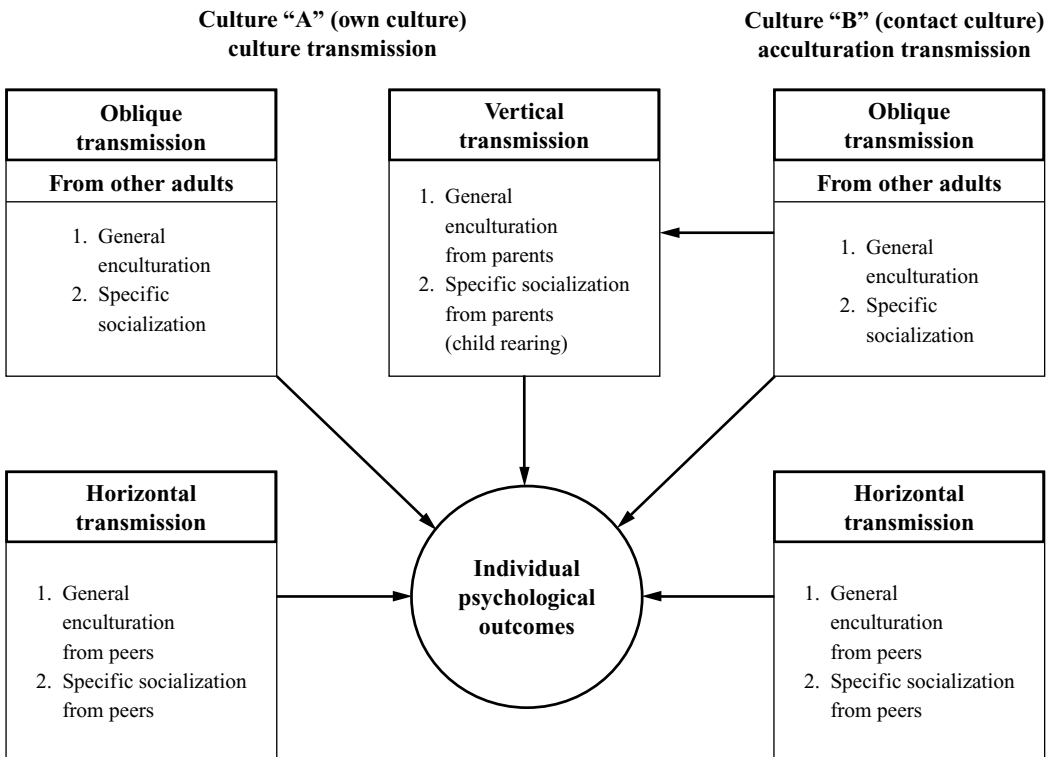 Culture “A” (own culture)
culture transmission
Culture “B” (contact culture)
acculturation transmission
Oblique
transmission
From other adults
1. General
enculturation
2. Specific
socialization
Vertical
transmission
1. General
enculturation
from parents
2. Specific socialization
from parents
(child rearing)
Oblique
transmission
From other adults
1. General
enculturation
2. Specific
socialization
Horizontal
transmission
1. General
enculturation
from peers
2. Specific socialization
from peers
Individual
psychological
outcomes
Horizontal
transmission
1. General
enculturation
from peers
2. Specific socialization
from peers